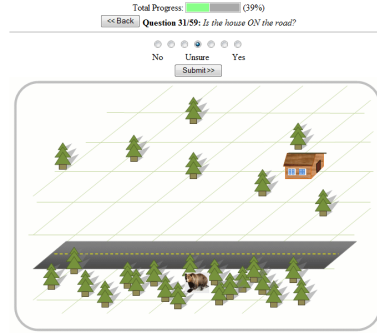 Total Progress: (39%)
<< Back Question 31/59: Is the house ON the road?
No Unsure Yes
Submit >>